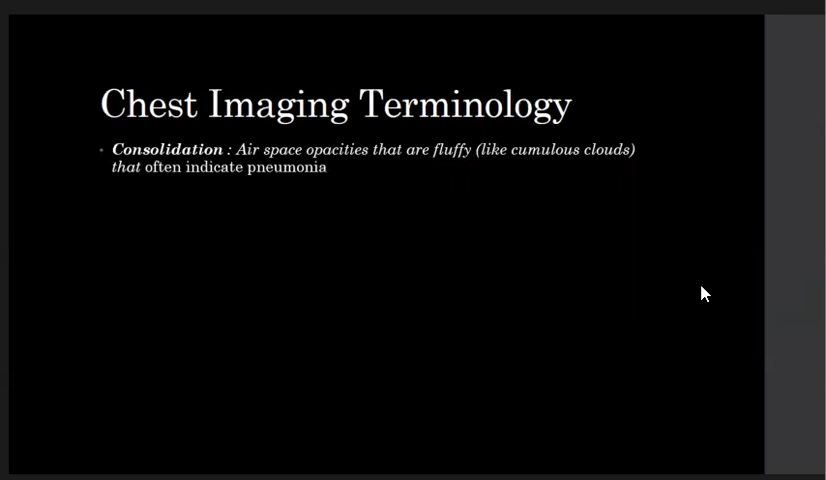 Chest Imaging Terminology
• Consolidation : Air space opacities that are fluffy (like cumulous clouds)
that often indicate pneumonia